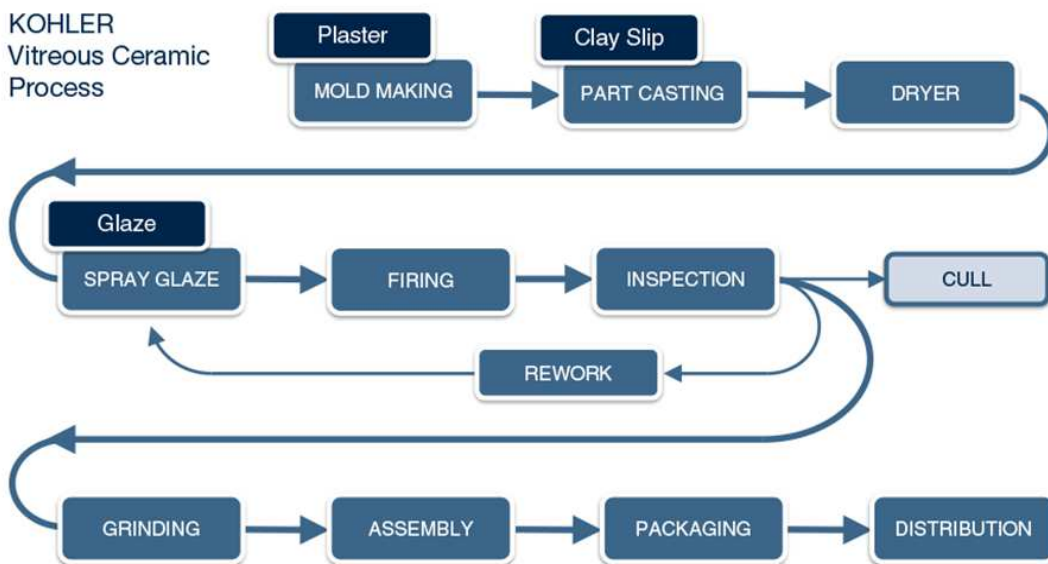 KOHLER
Vitreous Ceramic
Process
Plaster
MOLD MAKING
Clay Slip
PART CASTING
DRYER
Glaze
SPRAY GLAZE
FIRING
INSPECTION
CULL
REWORK
GRINDING
ASSEMBLY
PACKAGING
DISTRIBUTION